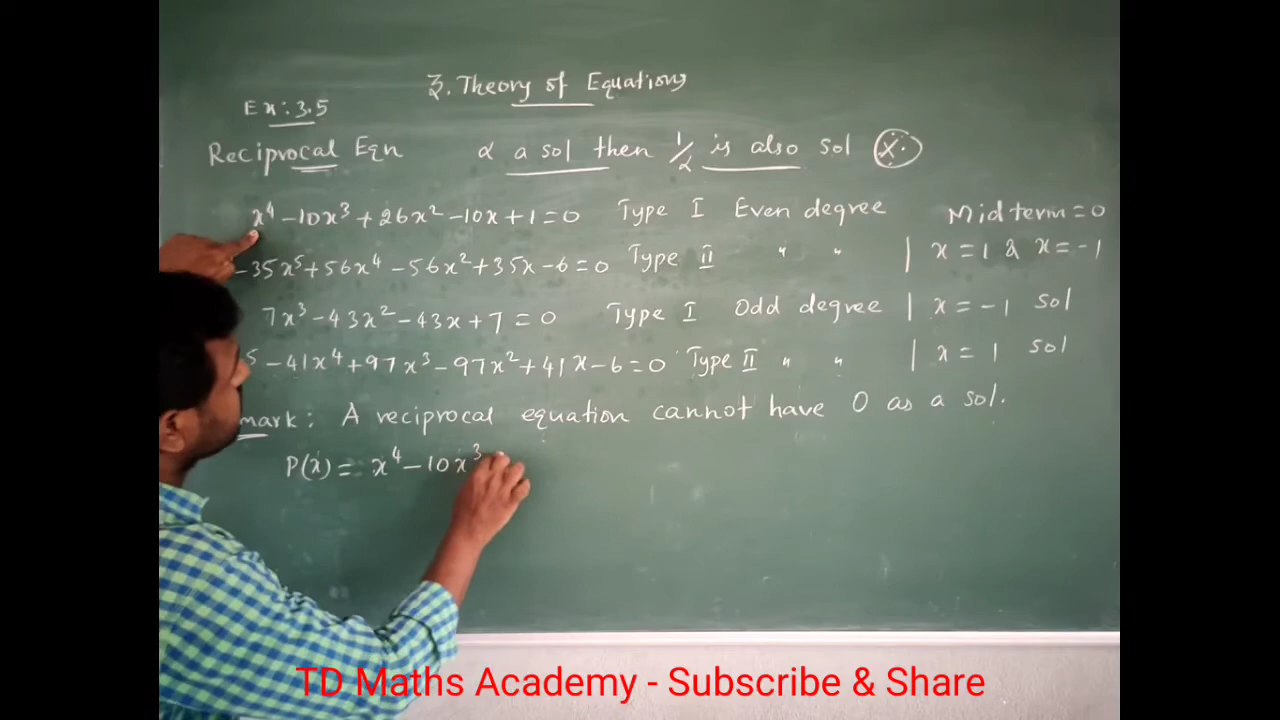 3. Theory of Equations
Ex: 3.5
Reciprocal Eqn α a sol then 1/α is also sol X.
x⁴ - 10x³ + 26x² - 10x + 1 = 0 Type I Even degree Mid term = 0
- 35x⁵ + 56x⁴ - 56x² + 35x - 6 = 0 Type II " " | x = 1 & x = -1
7x³ - 43x² - 43x + 7 = 0 Type I Odd degree | x = -1 sol
⁵ - 41x⁴ + 97x³ - 97x² + 41x - 6 = 0 Type II " " | x = 1 sol
mark: A reciprocal equation cannot have 0 as a sol.
P(x) = x⁴ - 10x³
TD Maths Academy - Subscribe & Share